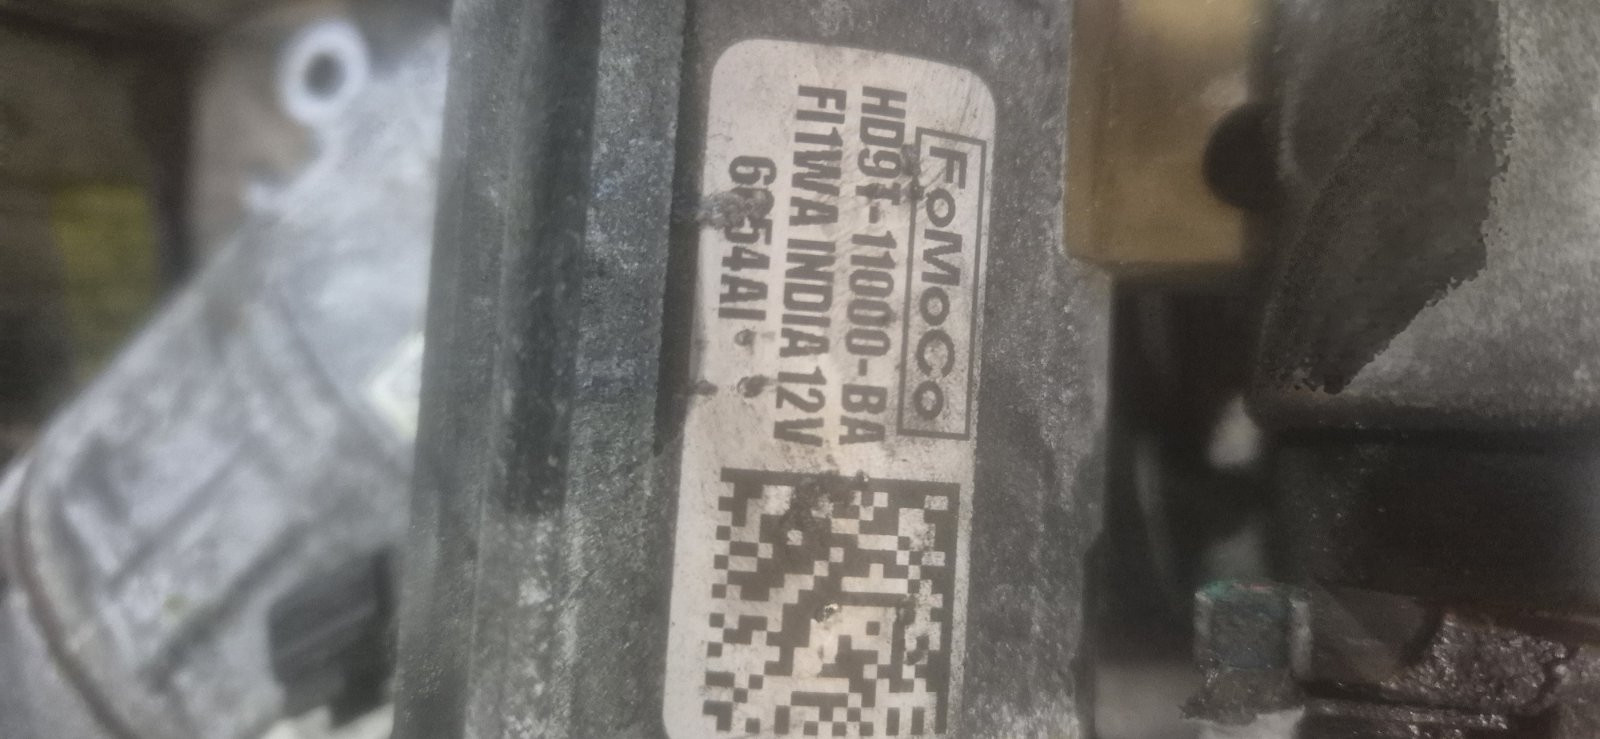 FoMoCo
HD9T-11000-BA
FI1WA INDIA 12V